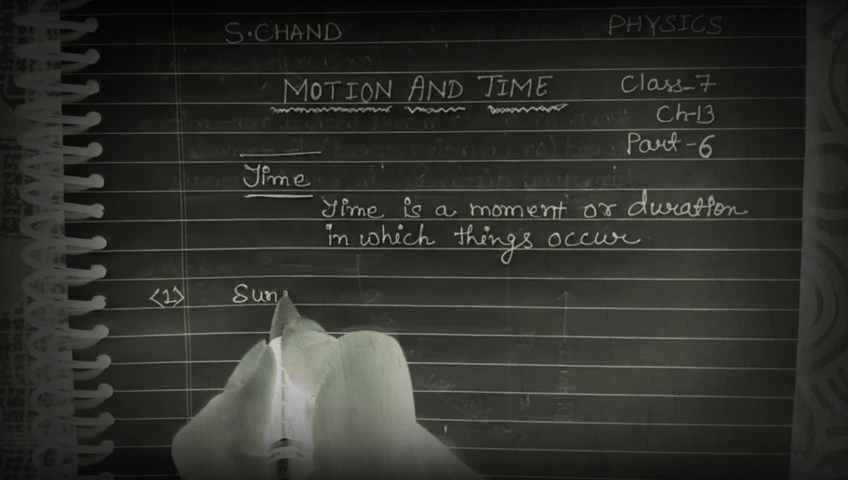 S.CHAND PHYSICS
MOTION AND TIME Class-7
Ch-13
Part-6
Time
Time is a moment or duration
in which things occur
<1> Sun